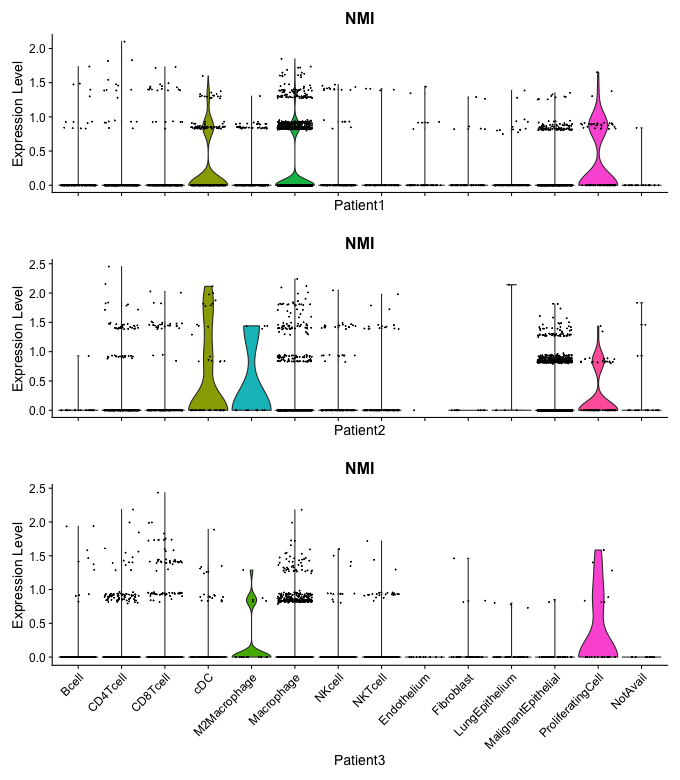 NMI
Expression Level
2.0
1.5
1.0
0.5
0.0
Patient1
NMI
Expression Level
2.5
2.0
1.5
1.0
0.5
0.0
Patient2
NMI
Expression Level
2.5
2.0
1.5
1.0
0.5
0.0
Bcell
CD4Tcell
CD8Tcell
cDC
M2Macrophage
Macrophage
NKcell
NKTcell
Endothelium
Fibroblast
LungEpithelium
MalignantEpithelial
ProliferatingCell
NotAvail
Patient3